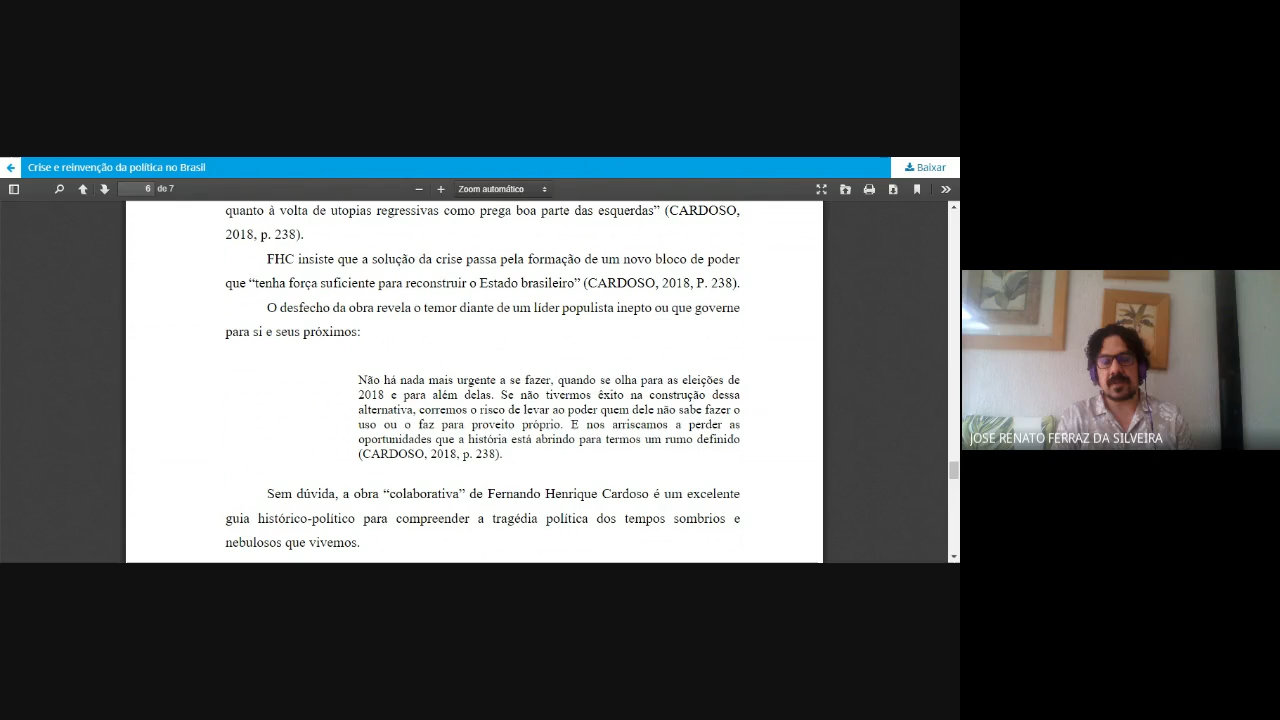 Crise e reinvenção da política no Brasil
Baixar
6 de 7
Zoom automático
quanto à volta de utopias regressivas como prega boa parte das esquerdas” (CARDOSO,
2018, p. 238).
FHC insiste que a solução da crise passa pela formação de um novo bloco de poder
que “tenha força suficiente para reconstruir o Estado brasileiro” (CARDOSO, 2018, P. 238).
O desfecho da obra revela o temor diante de um líder populista inepto ou que governe
para si e seus próximos:
Não há nada mais urgente a se fazer, quando se olha para as eleições de
2018 e para além delas. Se não tivermos êxito na construção dessa
alternativa, corremos o risco de levar ao poder quem dele não sabe fazer o
uso ou o faz para proveito próprio. E nos arriscamos a perder as
oportunidades que a história está abrindo para termos um rumo definido
(CARDOSO, 2018, p. 238).
Sem dúvida, a obra “colaborativa” de Fernando Henrique Cardoso é um excelente
guia histórico-político para compreender a tragédia política dos tempos sombrios e
nebulosos que vivemos.
JOSE RENATO FERRAZ DA SILVEIRA